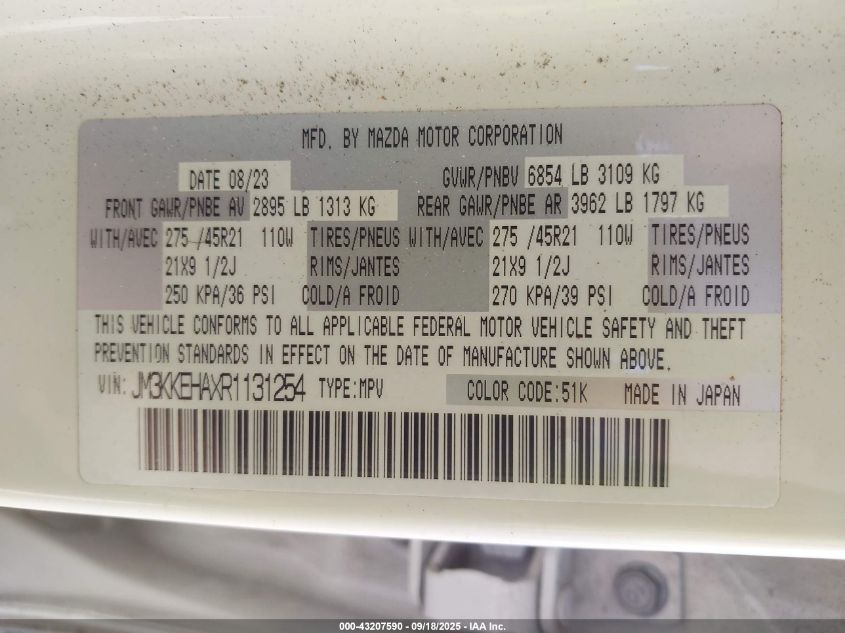 MFD. BY MAZDA MOTOR CORPORATION
DATE 08/23 GVWR/PNBV 6854 LB 3109 KG
FRONT GAWR/PNBE AV 2895 LB 1313 KG REAR GAWR/PNBE AR 3962 LB 1797 KG
WITH/AVEC 275 /45R21 110W TIRES/PNEUS WITH/AVEC 275 /45R21 110W TIRES/PNEUS
21X9 1/2J RIMS/JANTES 21X9 1/2J RIMS/JANTES
250 KPA/36 PSI COLD/A FROID 270 KPA/39 PSI COLD/A FROID
THIS VEHICLE CONFORMS TO ALL APPLICABLE FEDERAL MOTOR VEHICLE SAFETY AND THEFT
PREVENTION STANDARDS IN EFFECT ON THE DATE OF MANUFACTURE SHOWN ABOVE.
VIN: JM3KKEHAXR1131254 TYPE:MPV COLOR CODE:51K MADE IN JAPAN
000-43207590 - 09/18/2025 - IAA Inc.